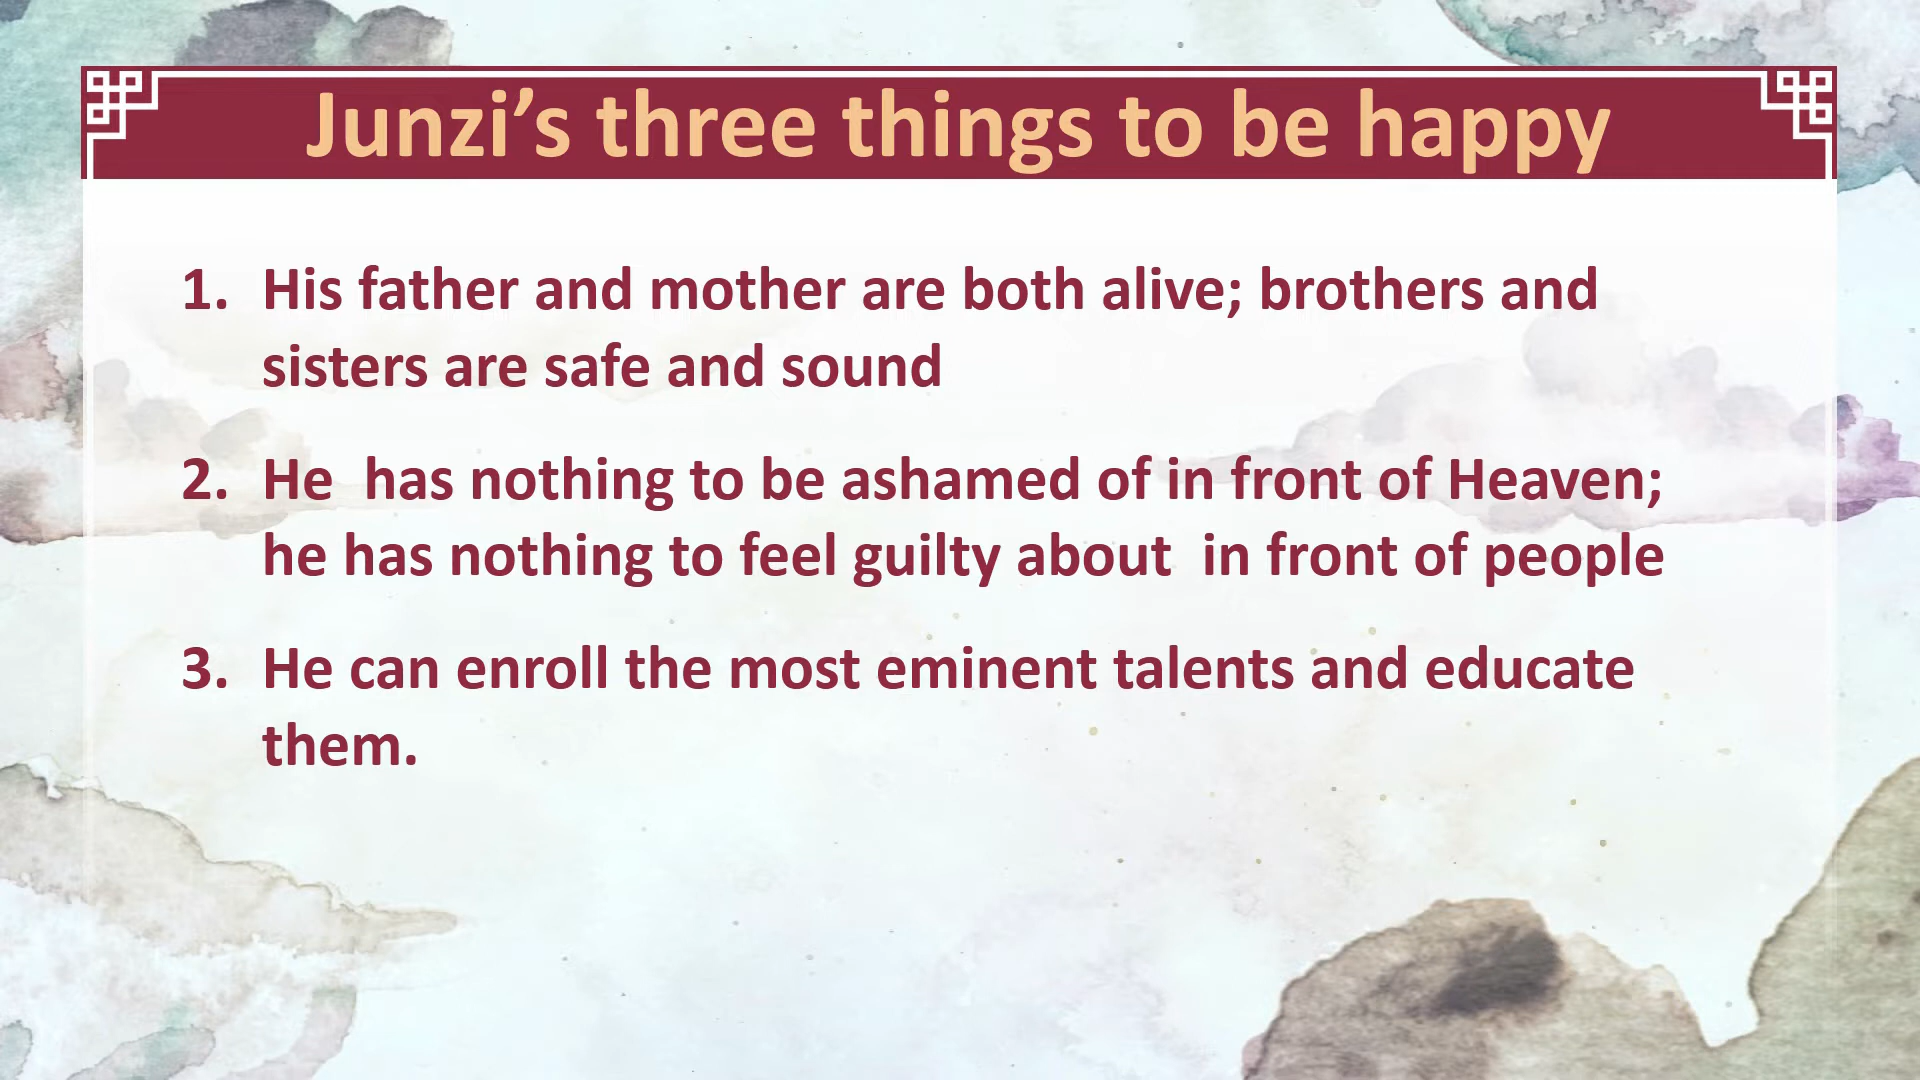 Junzi’s three things to be happy
1. His father and mother are both alive; brothers and
sisters are safe and sound
2. He  has nothing to be ashamed of in front of Heaven;
he has nothing to feel guilty about  in front of people
3. He can enroll the most eminent talents and educate
them.